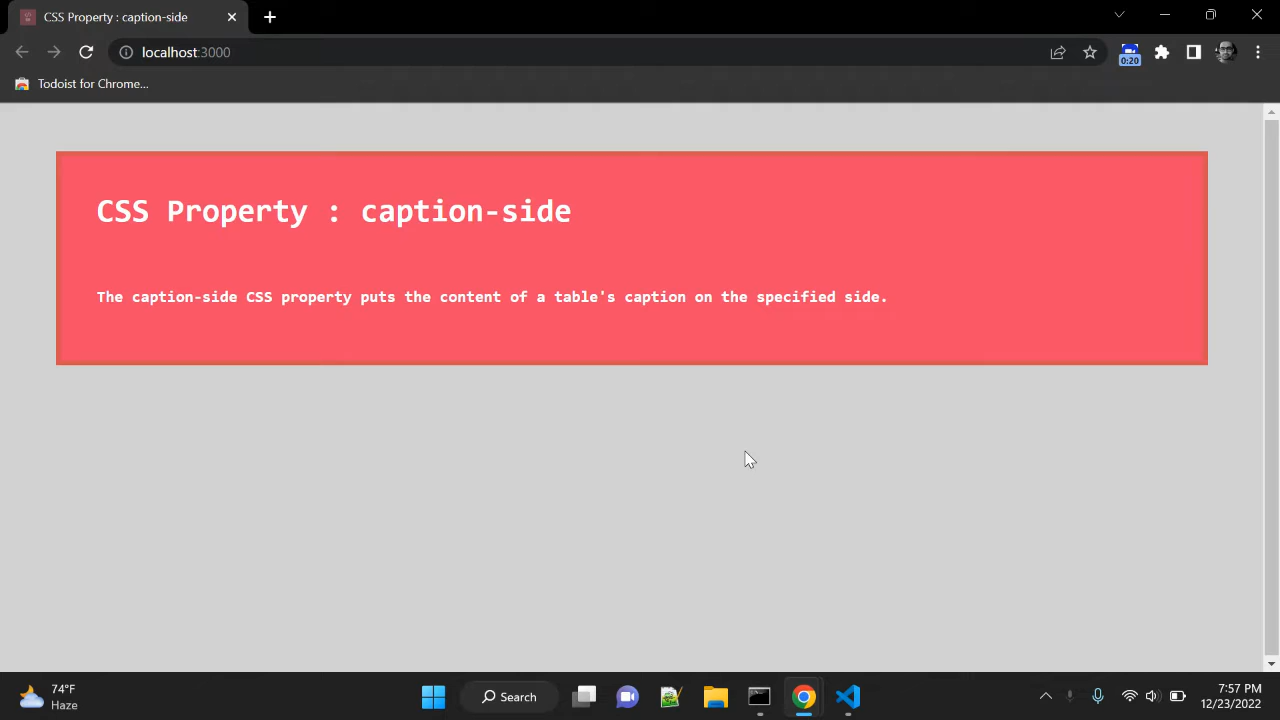 CSS Property : caption-side
localhost:3000
0:20
Todoist for Chrome...
CSS Property : caption-side
The caption-side CSS property puts the content of a table's caption on the specified side.
74°F
Haze
Search
7:57 PM
12/23/2022